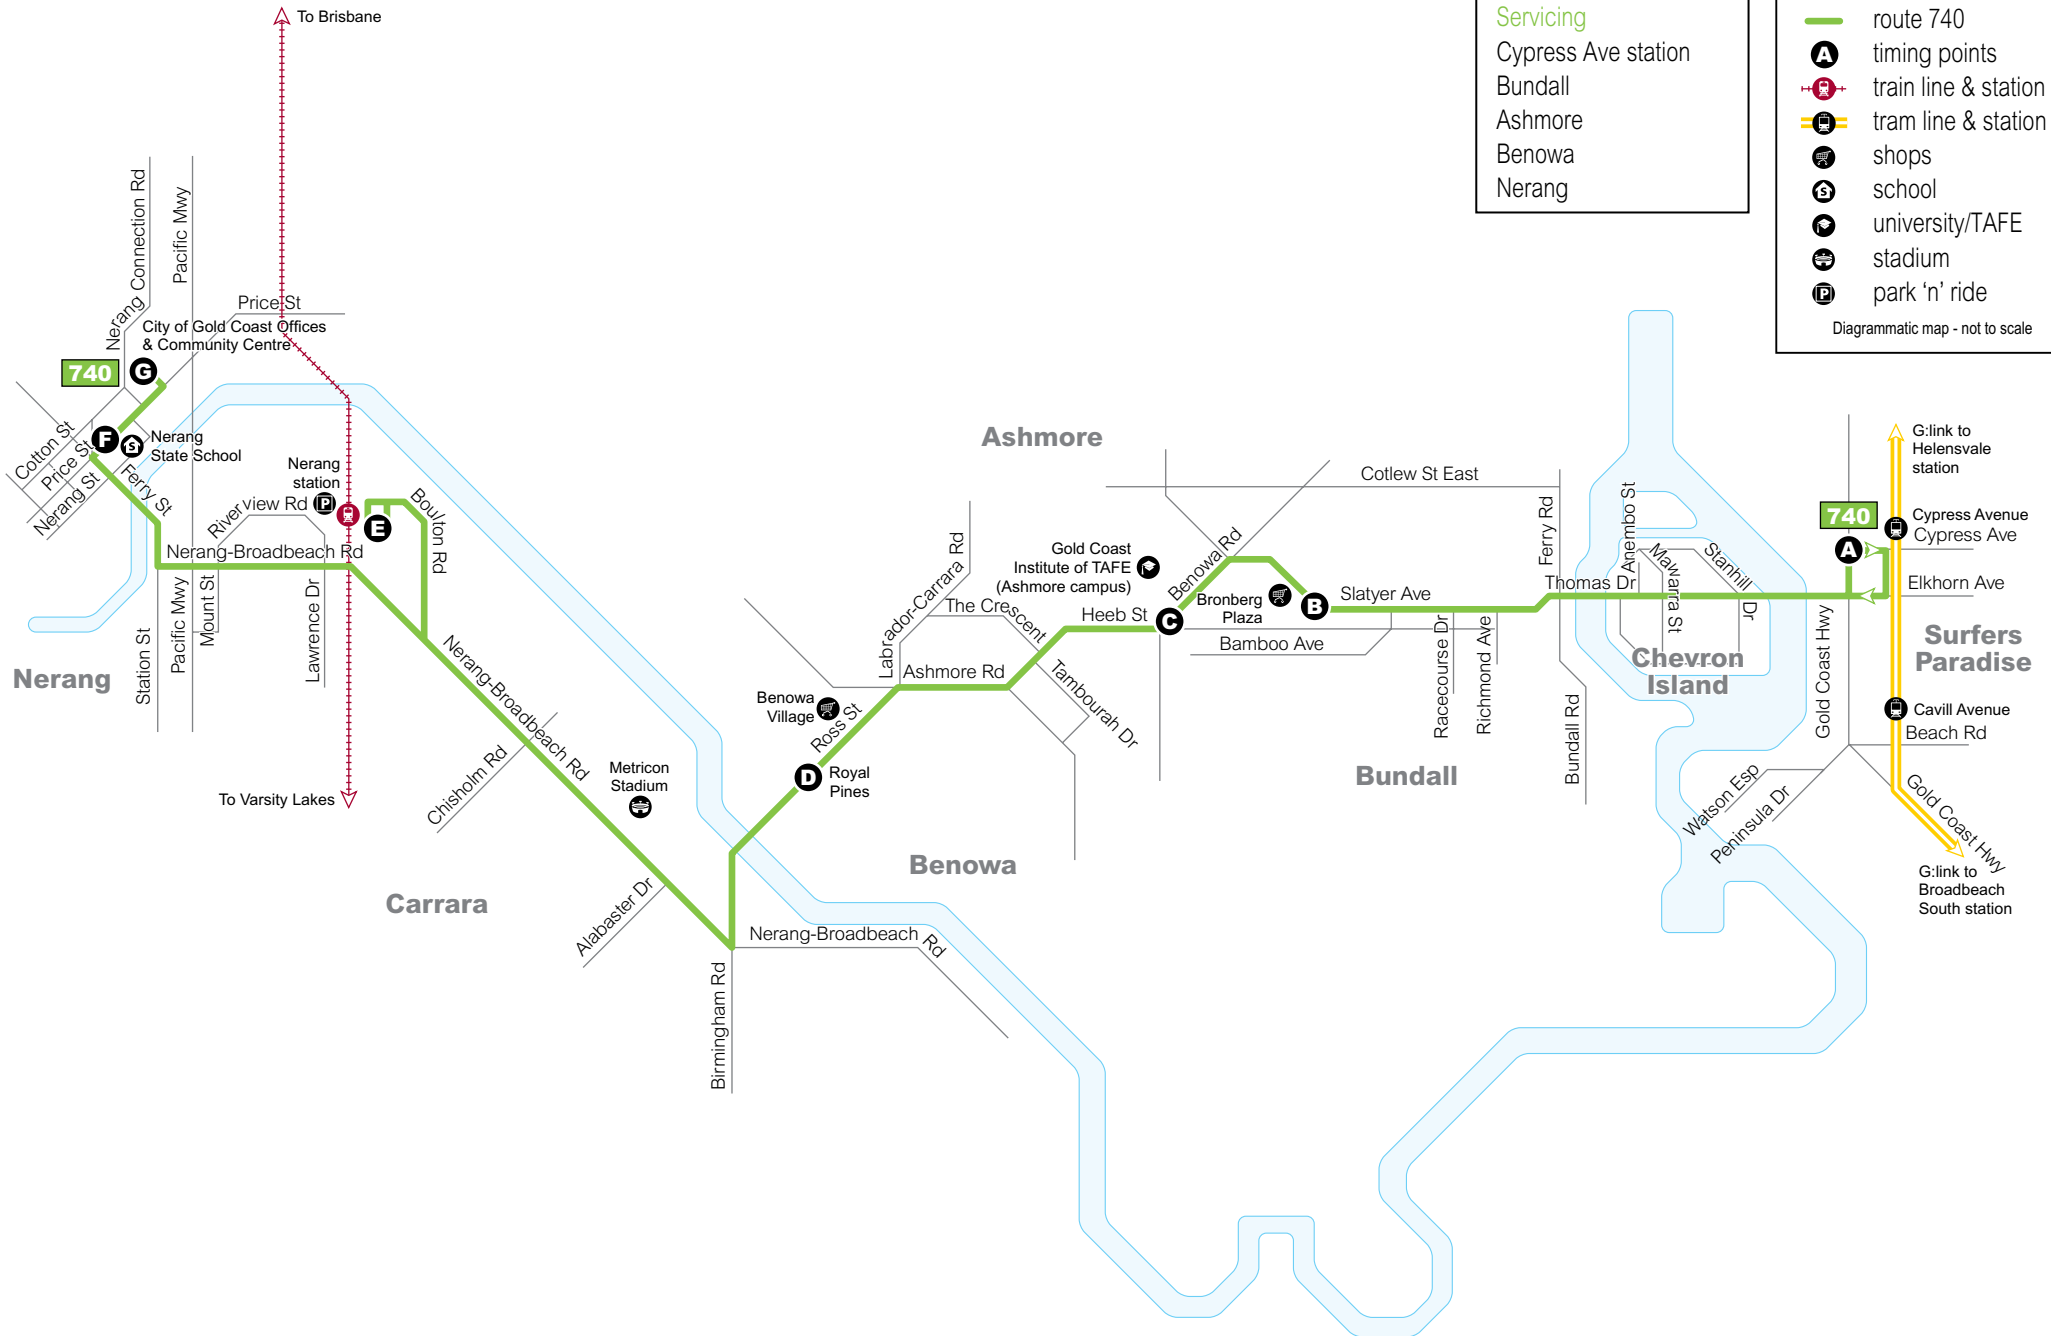 To Brisbane
Servicing
Cypress Ave station
Bundall
Ashmore
Benowa
Nerang
route 740
A
timing points
train line & station
tram line & station
shops
S
school
university/TAFE
stadium
P
park ‘n’ ride
Diagrammatic map - not to scale
Nerang Connection Rd
Pacific Mwy
Price St
City of Gold Coast Offices
& Community Centre
740
G
Cotton St
Price St
Nerang St
F
S
Nerang
State School
Ferry St
Nerang
station
P
River view Rd
E
Boulton Rd
Nerang-Broadbeach Rd
Station St
Pacific Mwy
Mount St
Lawrence Dr
Nerang
To Varsity Lakes
Nerang-Broadbeach Rd
Chisholm Rd
Metricon
Stadium
Carrara
Alabaster Dr
Birmingham Rd
Nerang-Broadbeach Rd
Benowa
D
Royal
Pines
Benowa
Village
Ross St
Labrador-Carrara Rd
Ashmore Rd
The Crescent
Tambourah Dr
Ashmore
Gold Coast
Institute of TAFE
(Ashmore campus)
Heeb St
C
Benowa Rd
Bronberg
Plaza
B
Slatyer Ave
Bamboo Ave
Cotlew St East
Racecourse Dr
Richmond Ave
Ferry Rd
Bundall Rd
Bundall
Thomas Dr
Anembo St
Mawarra St
Stanhill Dr
Chevron
Island
Gold Coast Hwy
740
A
G:link to
Helensvale
station
Cypress Avenue
Cypress Ave
Elkhorn Ave
Surfers
Paradise
Cavill Avenue
Beach Rd
Watson Esp
Peninsula Dr
Gold Coast Hwy
G:link to
Broadbeach
South station